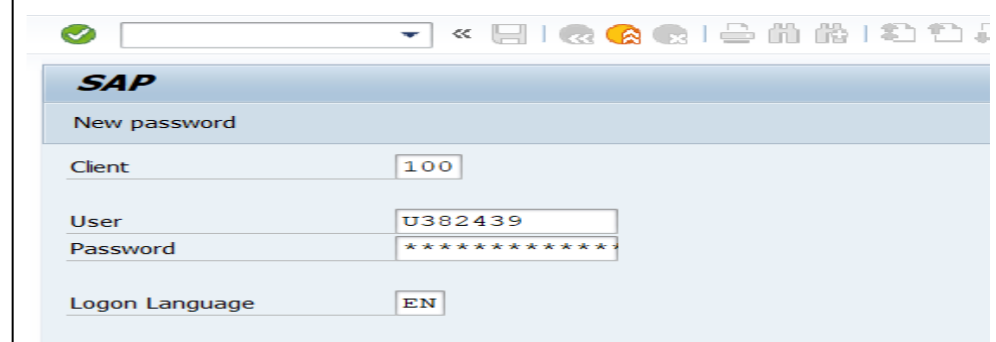 SAP
New password
Client 100
User U382439
Password *************
Logon Language EN